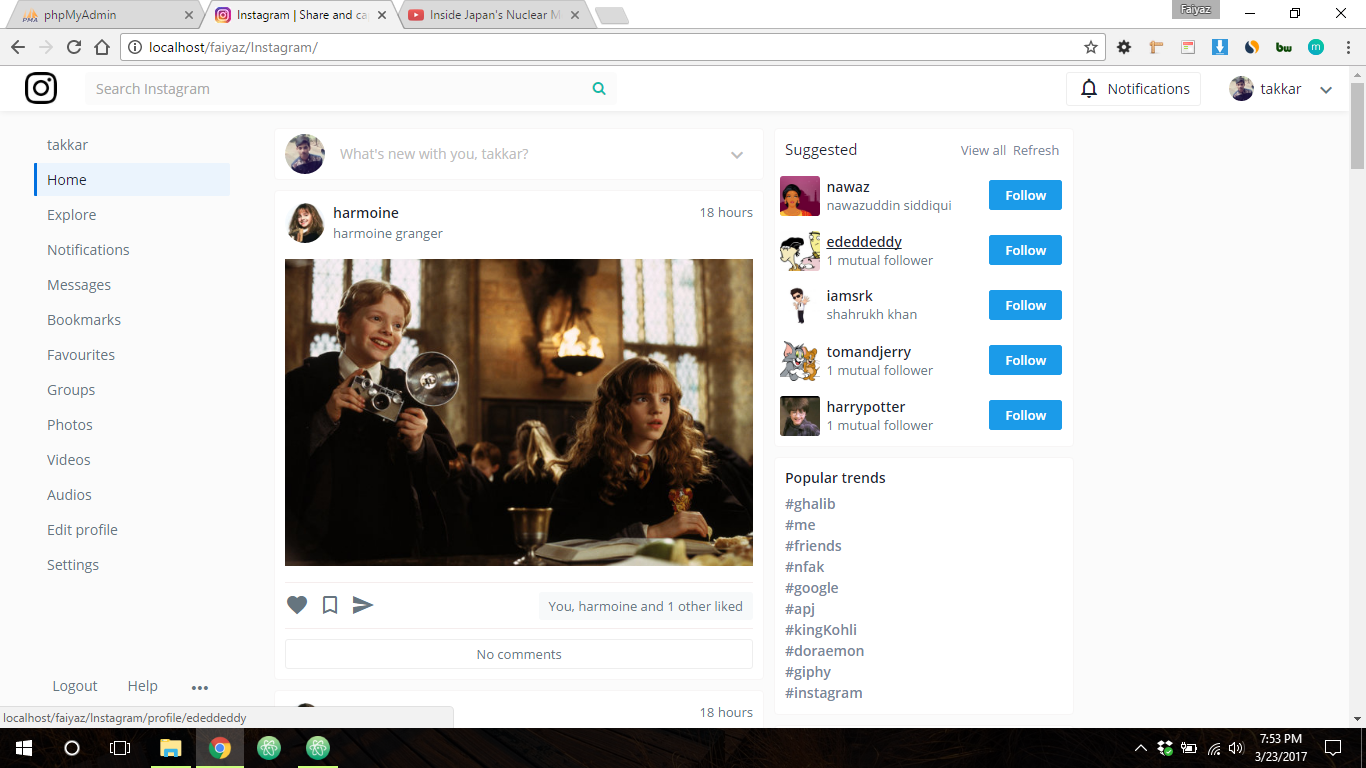 phpMyAdmin
Instagram | Share and ca
Inside Japan's Nuclear M
Faiyaz
localhost/faiyaz/Instagram/
Search Instagram
Notifications
takkar
takkar
Home
Explore
Notifications
Messages
Bookmarks
Favourites
Groups
Photos
Videos
Audios
Edit profile
Settings
Logout Help
What's new with you, takkar?
harmoine
18 hours
harmoine granger
You, harmoine and 1 other liked
No comments
18 hours
Suggested
View all Refresh
nawaz
nawazuddin siddiqui
Follow
ededdeddy
1 mutual follower
Follow
iamsrk
shahrukh khan
Follow
tomandjerry
1 mutual follower
Follow
harrypotter
1 mutual follower
Follow
Popular trends
#ghalib
#me
#friends
#nfak
#google
#apj
#kingKohli
#doraemon
#giphy
#instagram
localhost/faiyaz/Instagram/profile/ededdeddy
7:53 PM
3/23/2017
PMA
bw
m